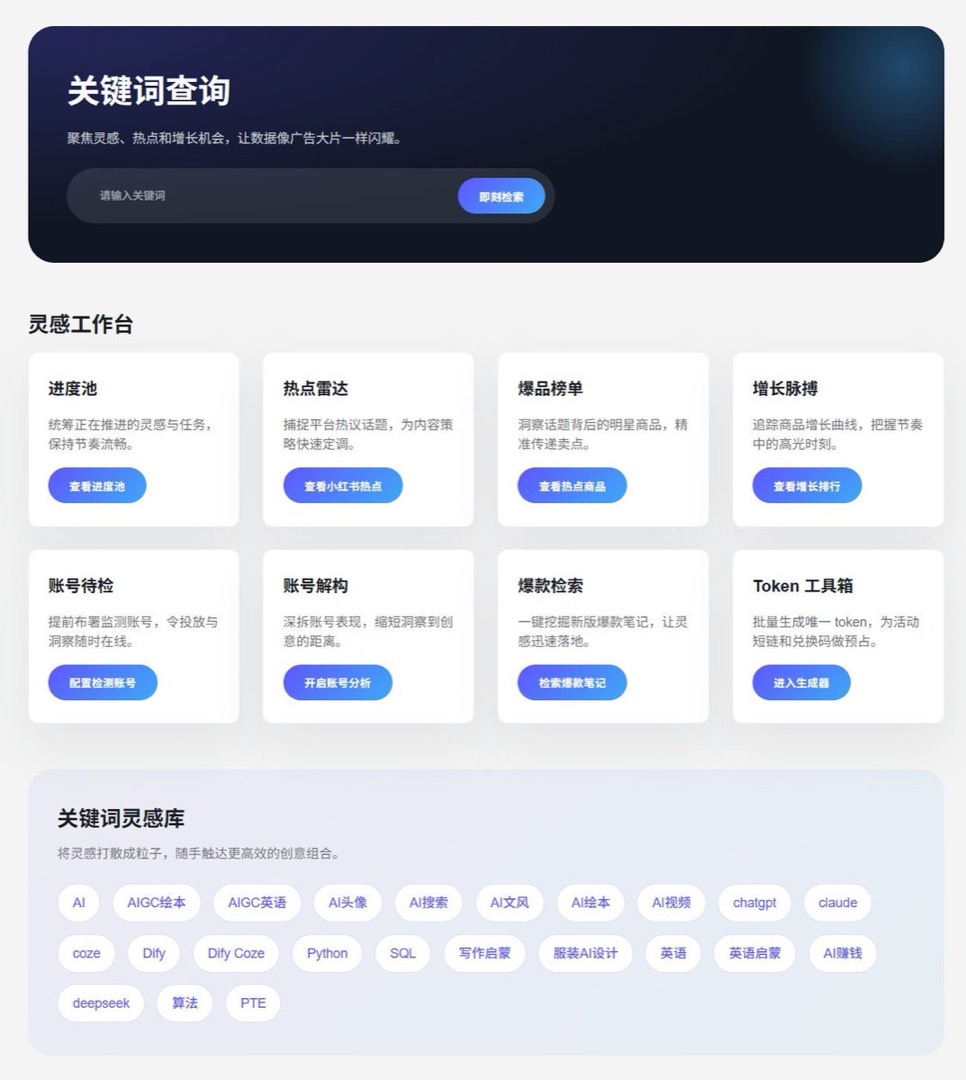 关键词查询
聚焦灵感、热点和增长机会，让数据像广告大片一样闪耀。
请输入关键词
即刻检索
灵感工作台
进度池
统筹正在推进的灵感与任务，
保持节奏流畅。
查看进度池
热点雷达
捕捉平台热议话题，为内容策
略快速定调。
查看小红书热点
爆品榜单
洞察话题背后的明星商品，精
准传递卖点。
查看热点商品
增长脉搏
追踪商品增长曲线，把握节奏
中的高光时刻。
查看增长排行
账号待检
提前布署监测账号，令投放与
洞察随时在线。
配置检测账号
账号解构
深拆账号表现，缩短洞察到创
意的距离。
开启账号分析
爆款检索
一键挖掘新版爆款笔记，让灵
感迅速落地。
检索爆款笔记
Token 工具箱
批量生成唯一 token，为活动
短链和兑换码做预占。
进入生成器
关键词灵感库
将灵感打散成粒子，随手触达更高效的创意组合。
AI AIGC绘本 AIGC英语 AI头像 AI搜索 AI文风 AI绘本 AI视频 chatgpt claude
coze Dify Dify Coze Python SQL 写作启蒙 服装AI设计 英语 英语启蒙 AI赚钱
deepseek 算法 PTE